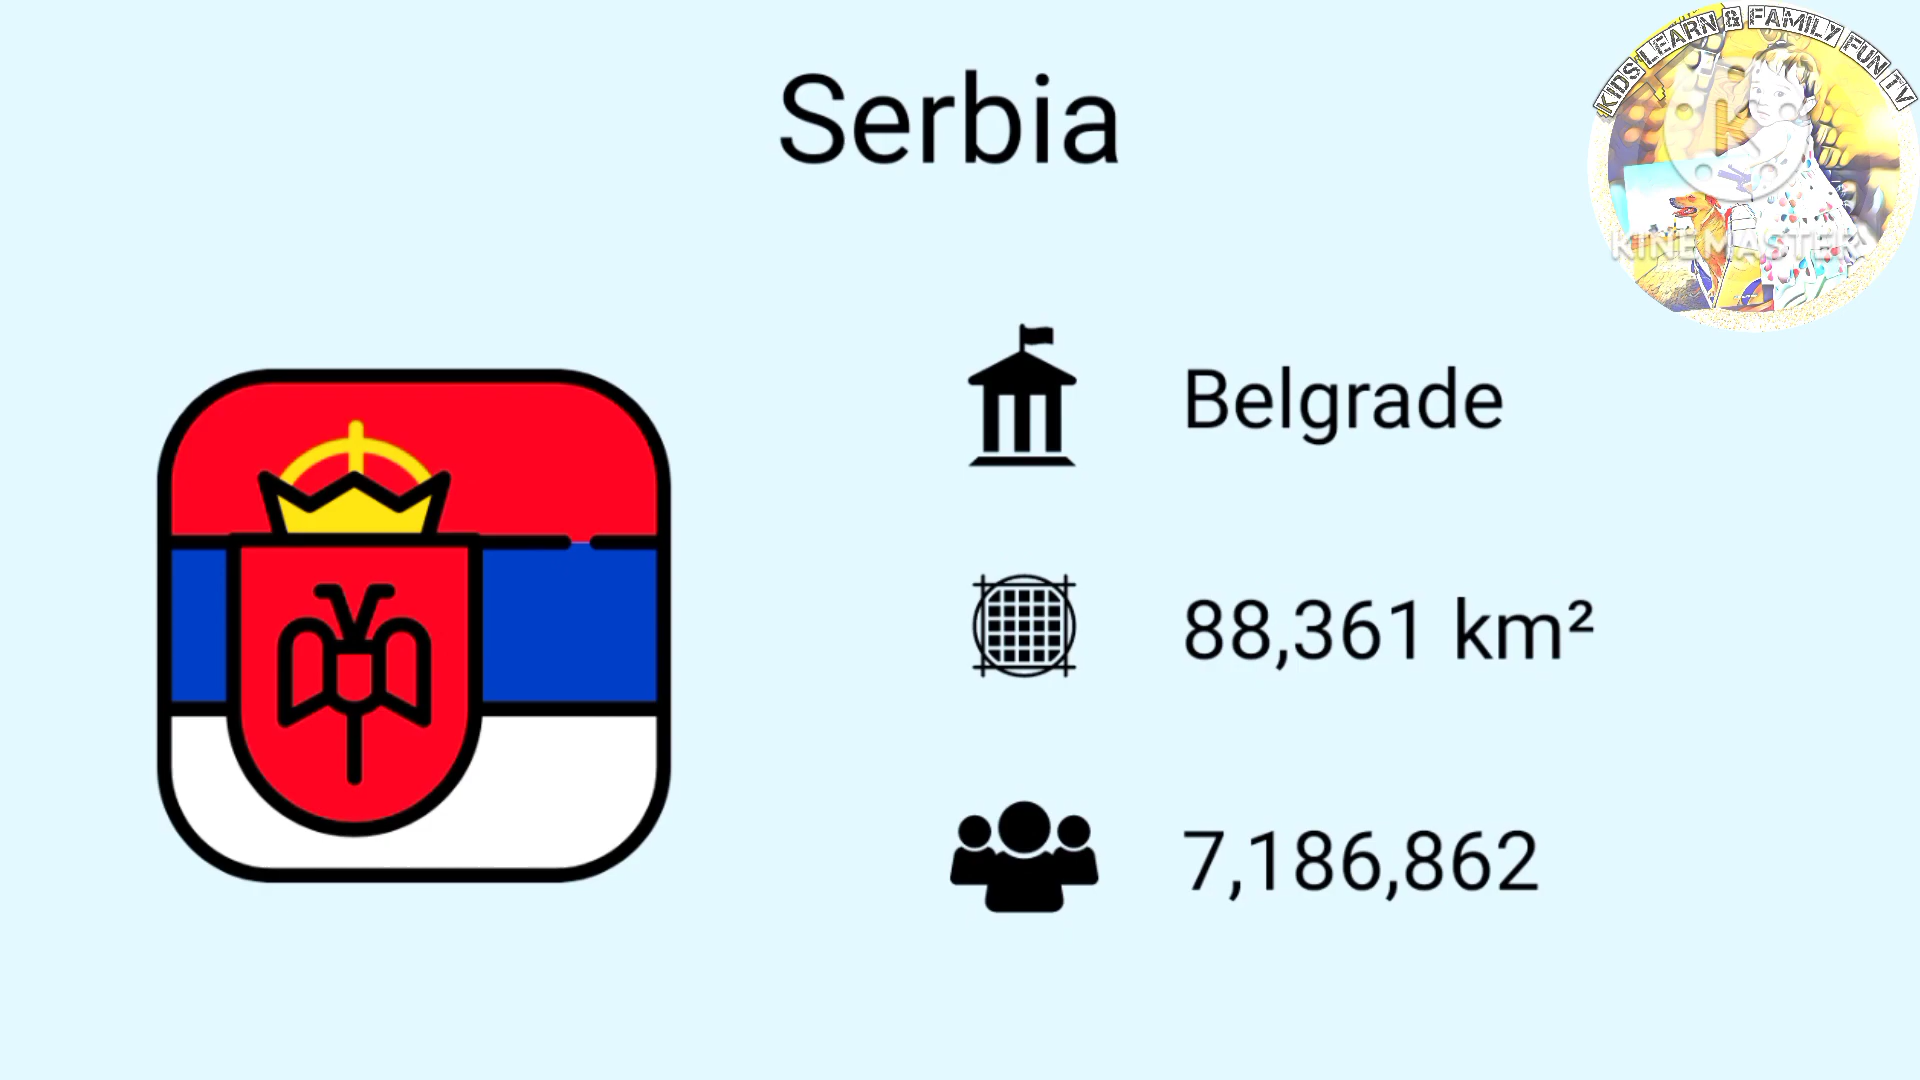 Serbia
KIDS LEARN & FAMILY FUN TV
K
KINEMASTER
Belgrade
88,361 km²
7,186,862